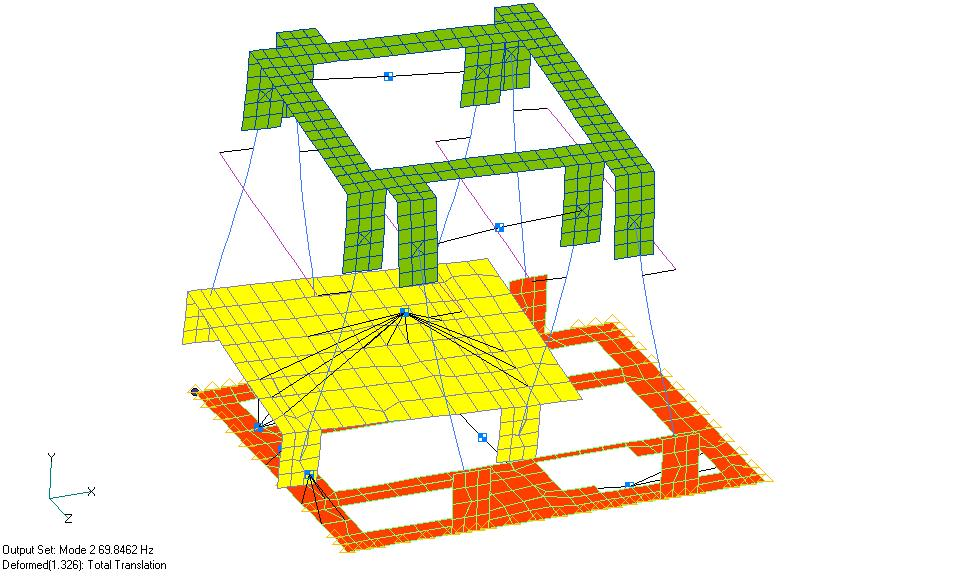 Y
X
Z
Output Set: Mode 2 69.8462 Hz
Deformed(1.326): Total Translation